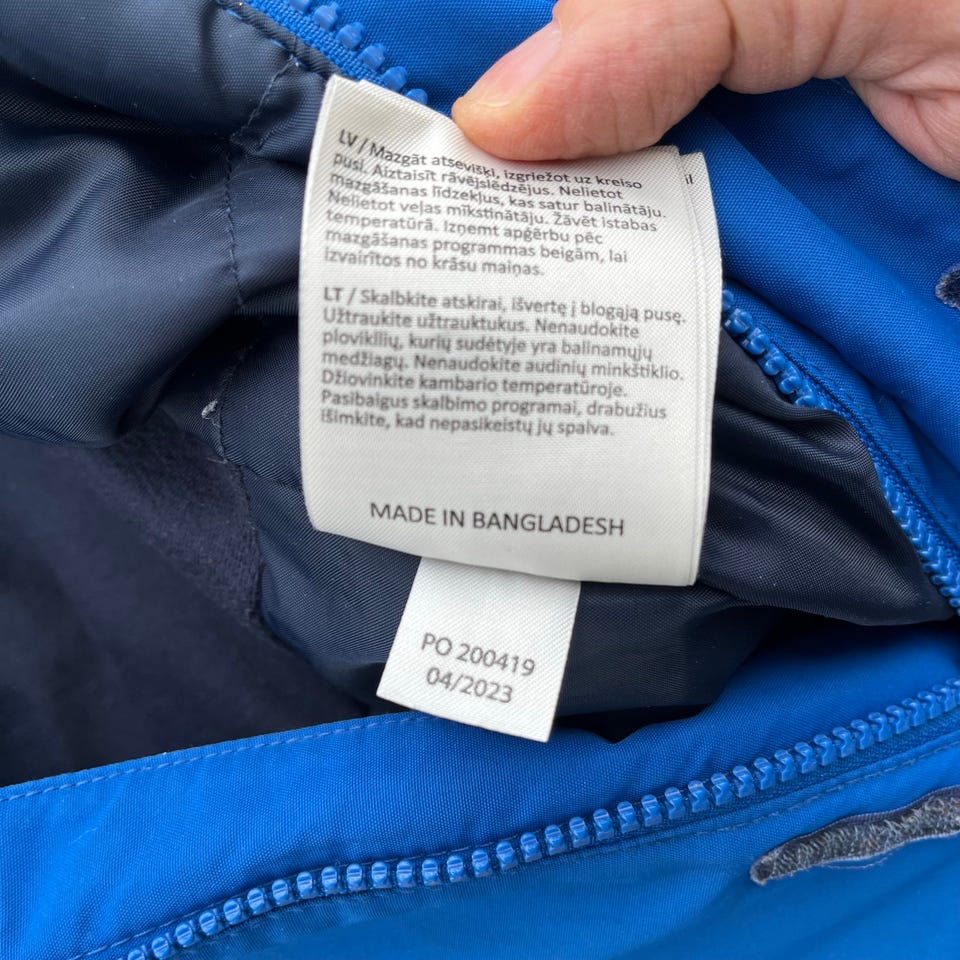 LV / Mazgāt atsevišķi, izgriežot uz kreiso
pusi. Aiztaisīt rāvējslēdzējus. Nelietot
mazgāšanas līdzekļus, kas satur balinātāju.
Nelietot veļas mīkstinātāju. Žāvēt istabas
temperatūrā. Izņemt apģērbu pēc
mazgāšanas programmas beigām, lai
izvairītos no krāsu maiņas.
LT / Skalbkite atskirai, išvertę į blogąją pusę.
Užtraukite užtrauktukus. Nenaudokite
ploviklių, kurių sudėtyje yra balinamųjų
medžiagų. Nenaudokite audinių minkštiklio.
Džiovinkite kambario temperatūroje.
Pasibaigus skalbimo programai, drabužius
išimkite, kad nepasikeistų jų spalva.
MADE IN BANGLADESH
PO 200419
04/2023